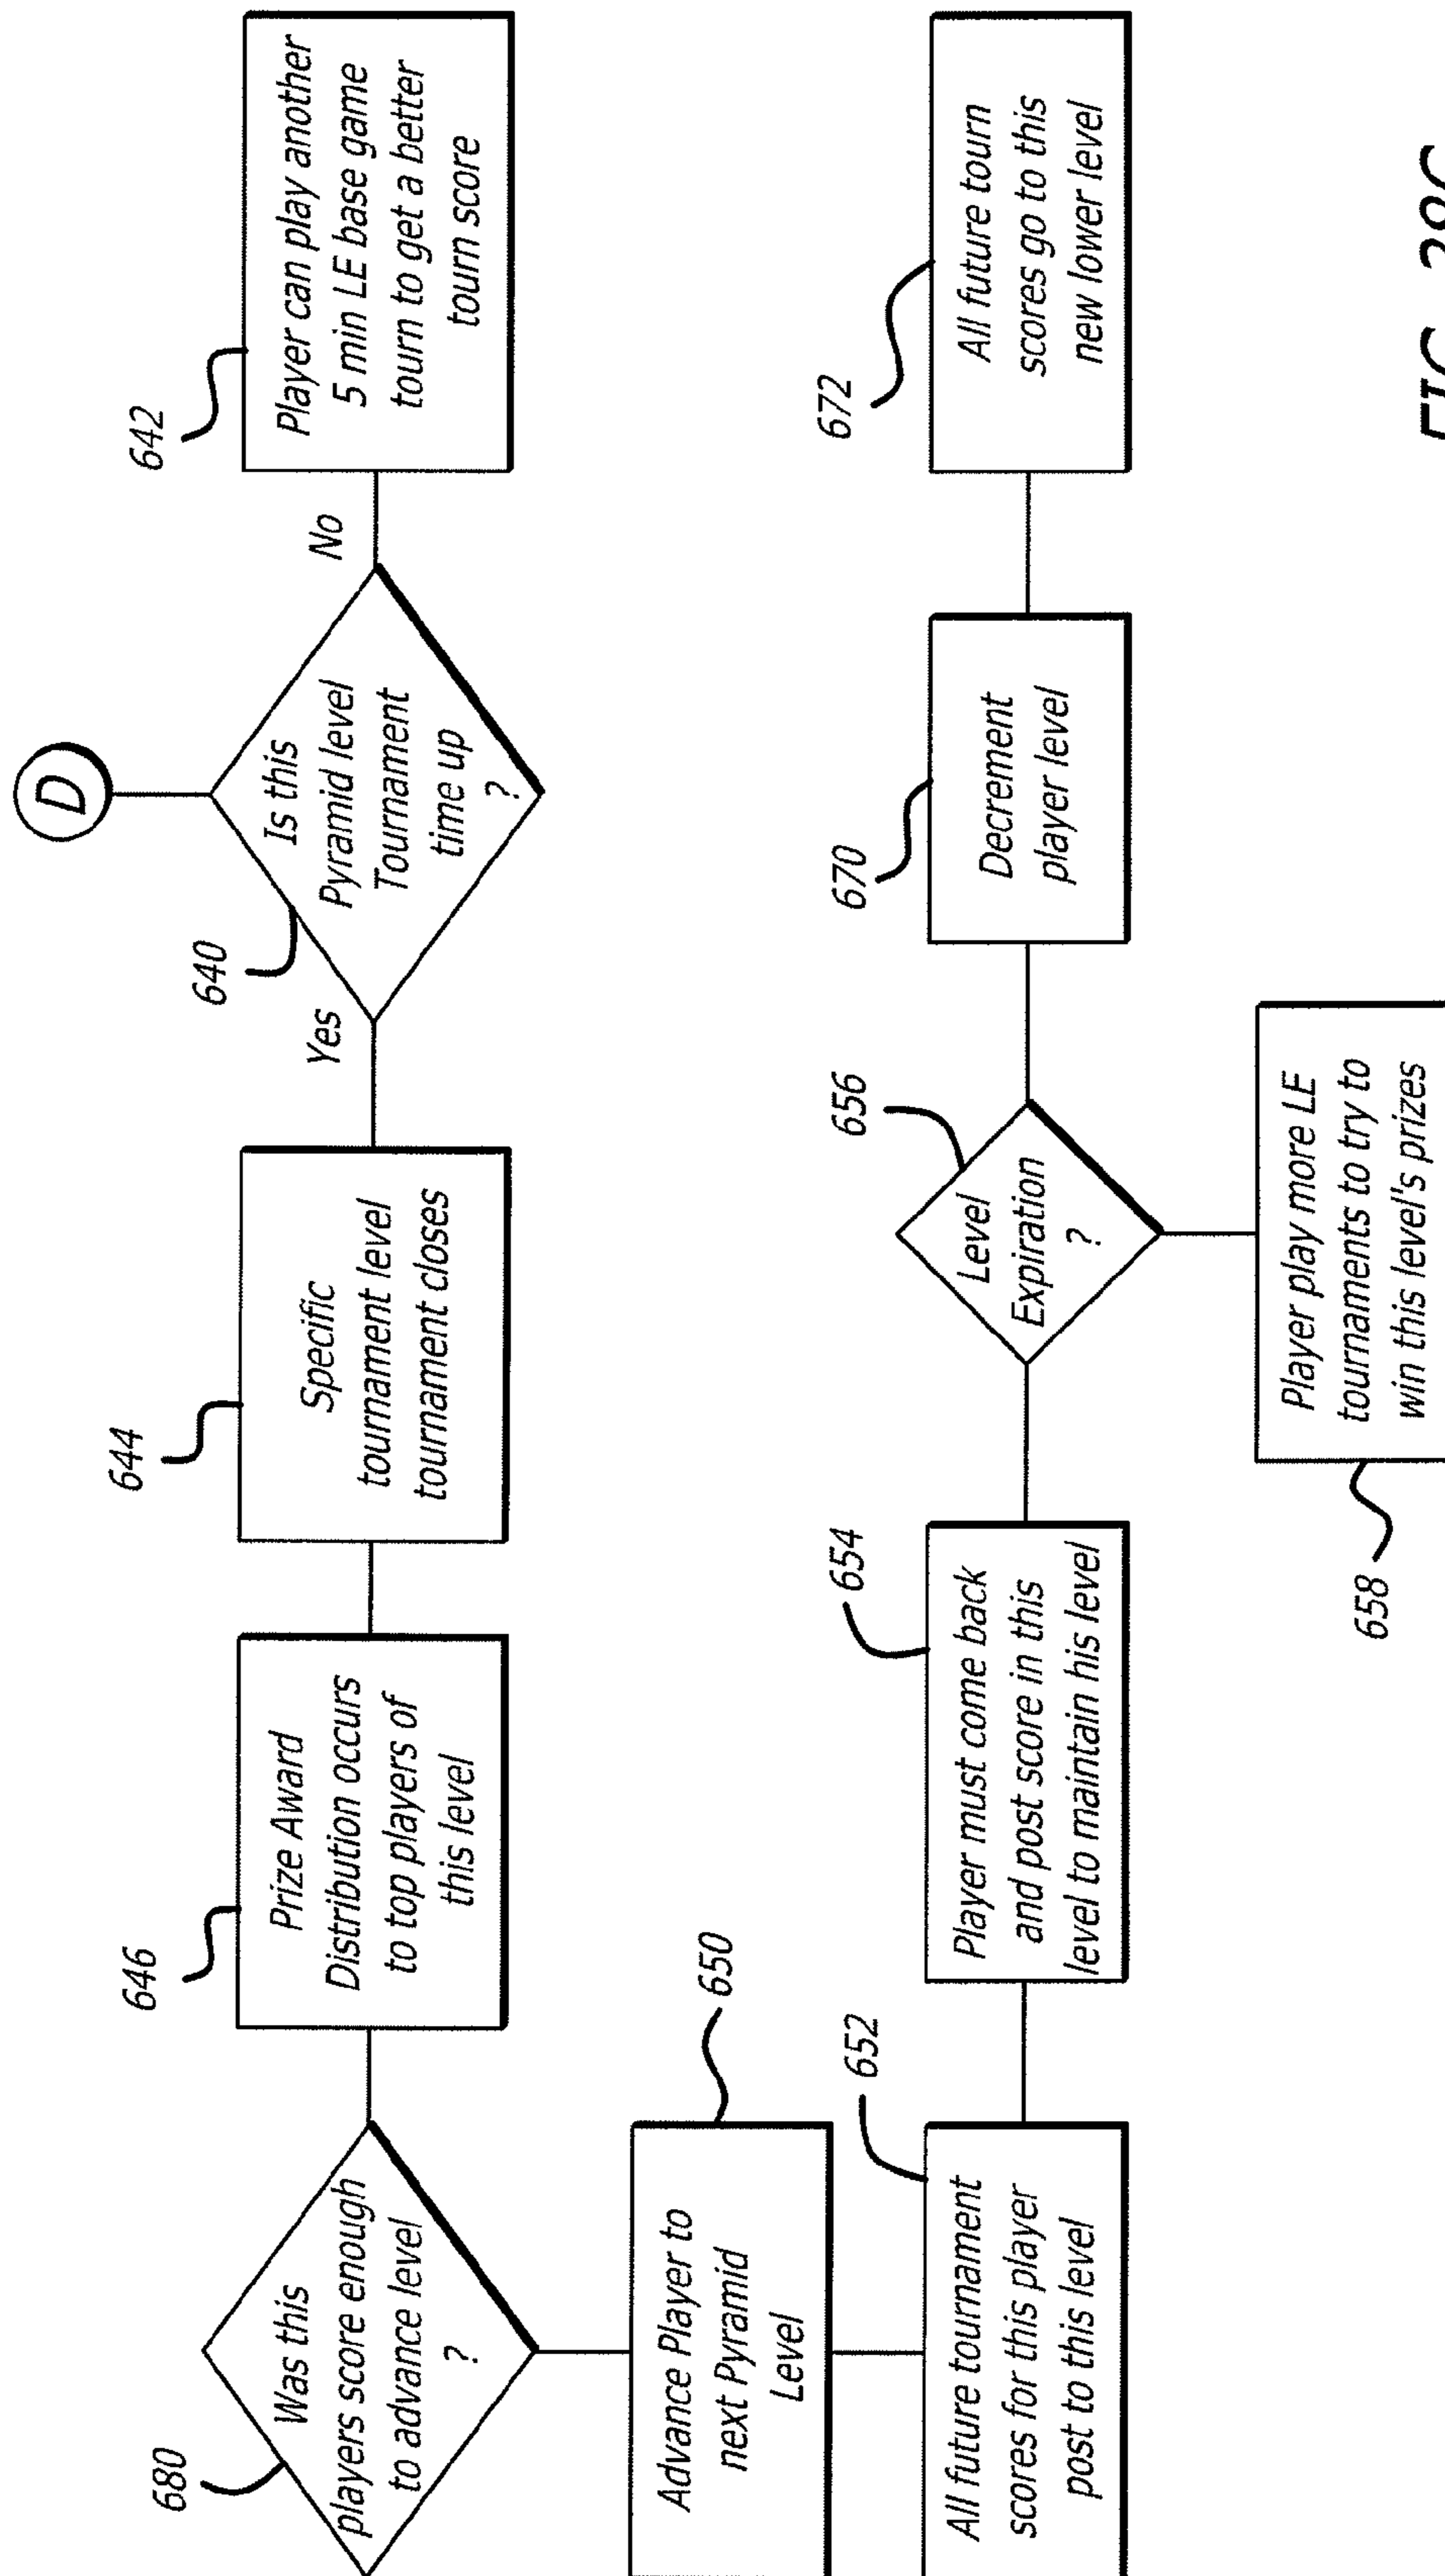 D
680
Was this
players score enough
to advance level
?
646
Prize Award
Distribution occurs
to top players of
this level
644
Specific
tournament level
tournament closes
Yes
640
Is this
Pyramid level
Tournament
time up
?
No
642
Player can play another
5 min LE base game
tourn to get a better
tourn score
650
Advance Player to
next Pyramid
Level
652
All future tournament
scores for this player
post to this level
654
Player must come back
and post score in this
level to maintain his level
656
Level
Expiration
?
670
Decrement
player level
672
All future tourn
scores go to this
new lower level
658
Player play more LE
tournaments to try to
win this level's prizes
FIG. 28C